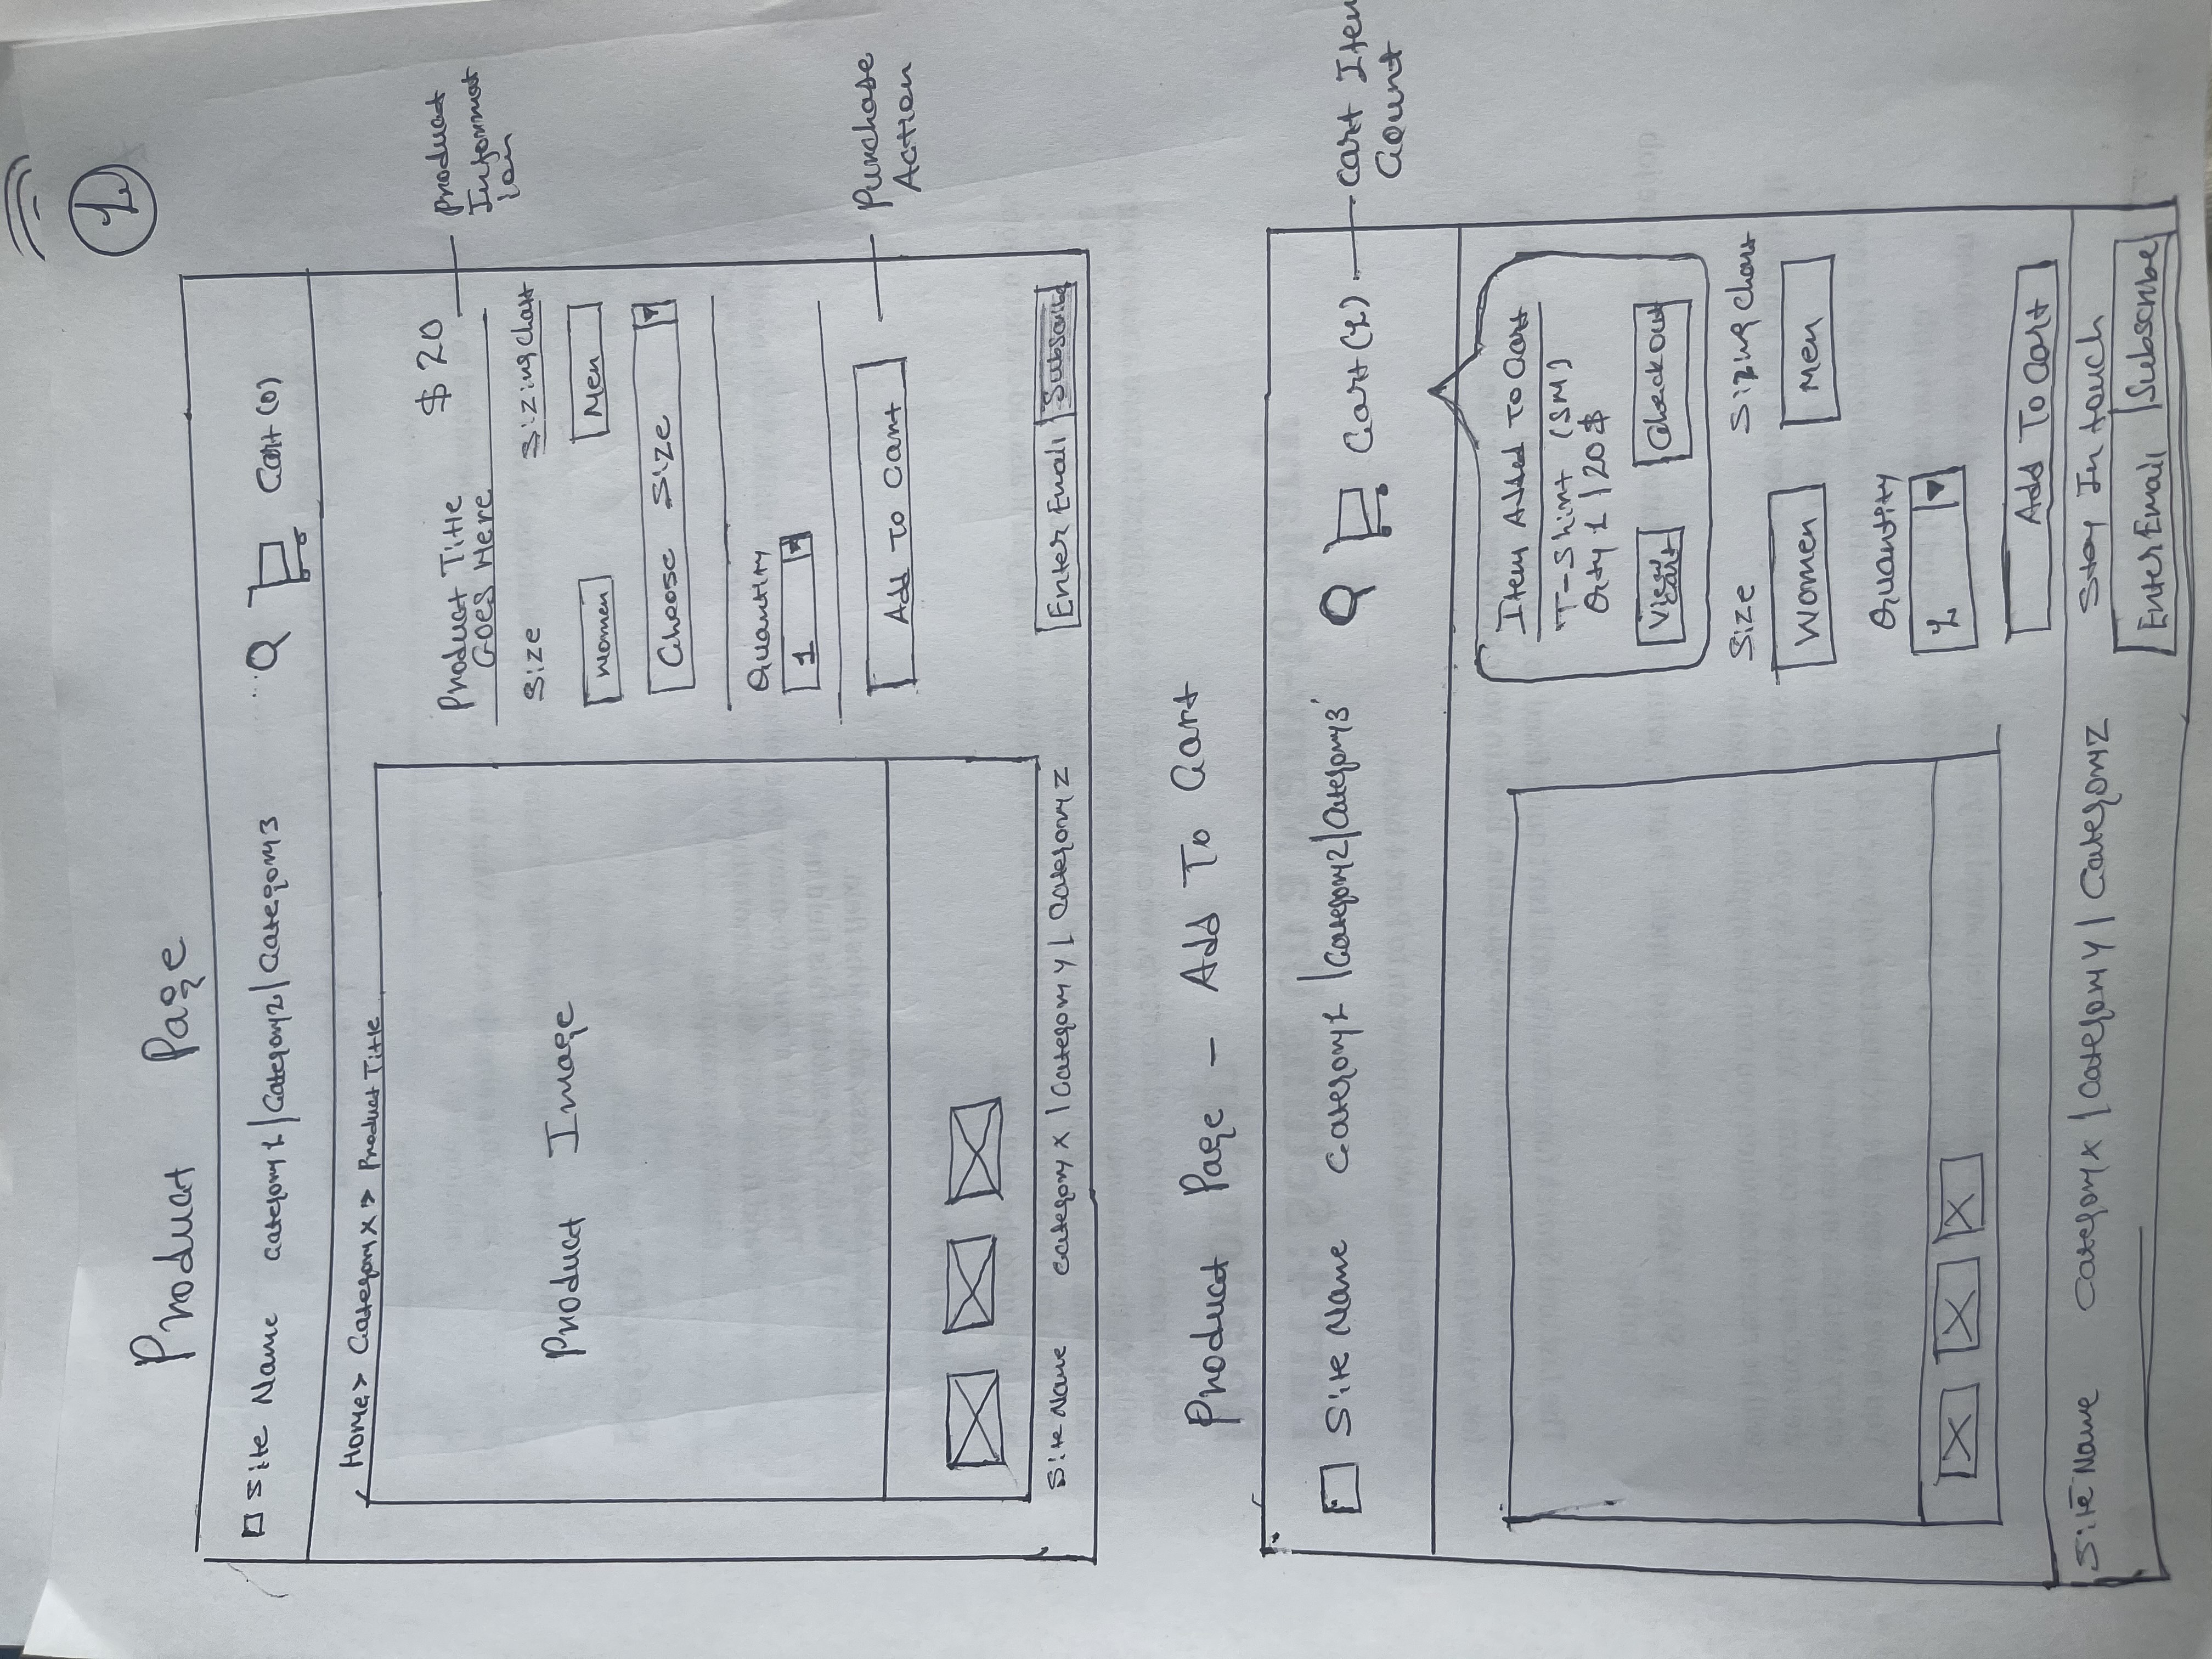 1
Product Page
Site Name Category 1 | Category 2 | Category 3 Cart (0)
Home > Category X > Product Title
Product Image
Product Title $ 20
Goes Here
Product
Informat
ion
Size Sizing Chart
Women Men
Choose Size
Quantity
1
Add To Cart
Purchase
Action
Site Name Category X | Category Y | Category Z Enter Email Subscribe
Product Page - Add To Cart
Site Name Category 1 | Category 2 | Category 3 Cart (1)
Cart Item
Count
Item Added To Cart
T-Shirt (SM)
Qty 1 | 20 $
View
Cart
Check Out
Size Sizing Chart
Women Men
Quantity
1
Add To Cart
Site Name Category X | Category Y | Category Z Stay In touch
Enter Email Subscribe